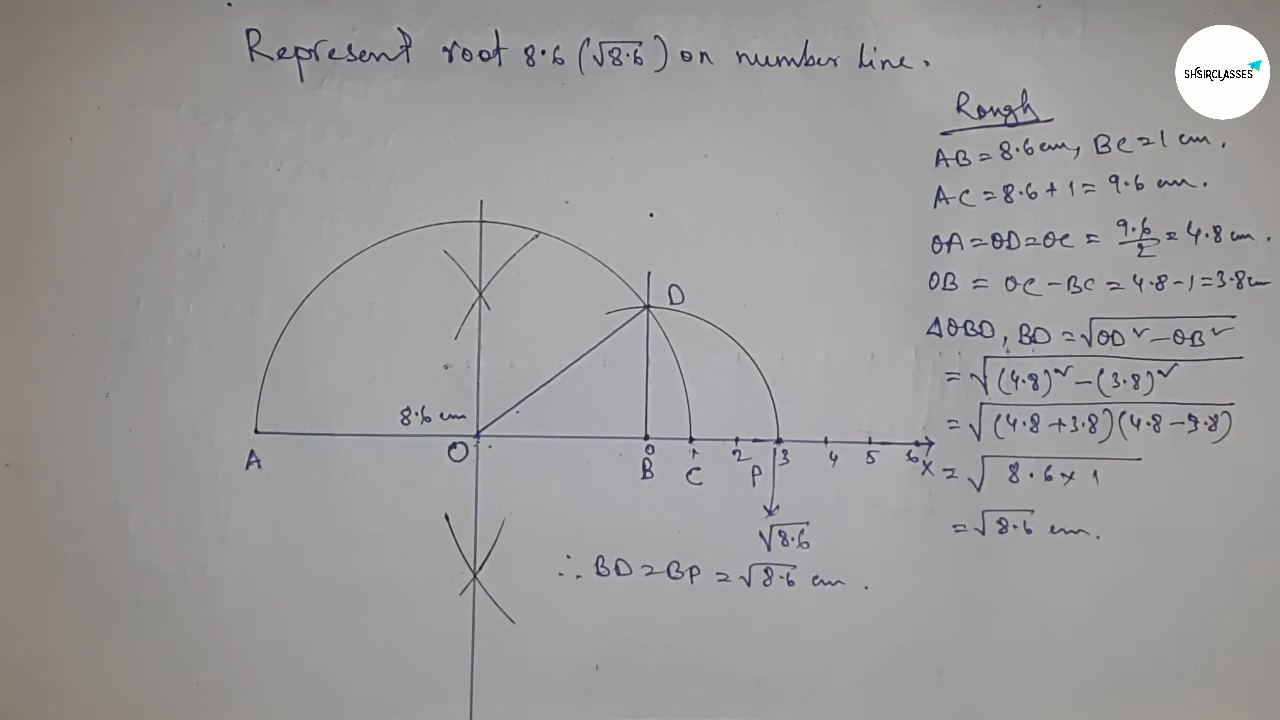 Represent root 8.6 (√8.6) on number line.
SHSIRCLASSES
Rough
AB = 8.6 cm, BC = 1 cm.
AC = 8.6 + 1 = 9.6 cm.
OA = OD = OC = 9.6/2 = 4.8 cm.
OB = OC - BC = 4.8 - 1 = 3.8 cm
ΔOBD, BD = √OD² - OB²
= √(4.8)² - (3.8)²
= √(4.8 + 3.8)(4.8 - 3.8)
= √8.6 x 1
= √8.6 cm.
D
8.6 cm
A O 0 B 1 C 2 P 3 4 5 6 X
√8.6
∴ BD = BP = √8.6 cm.